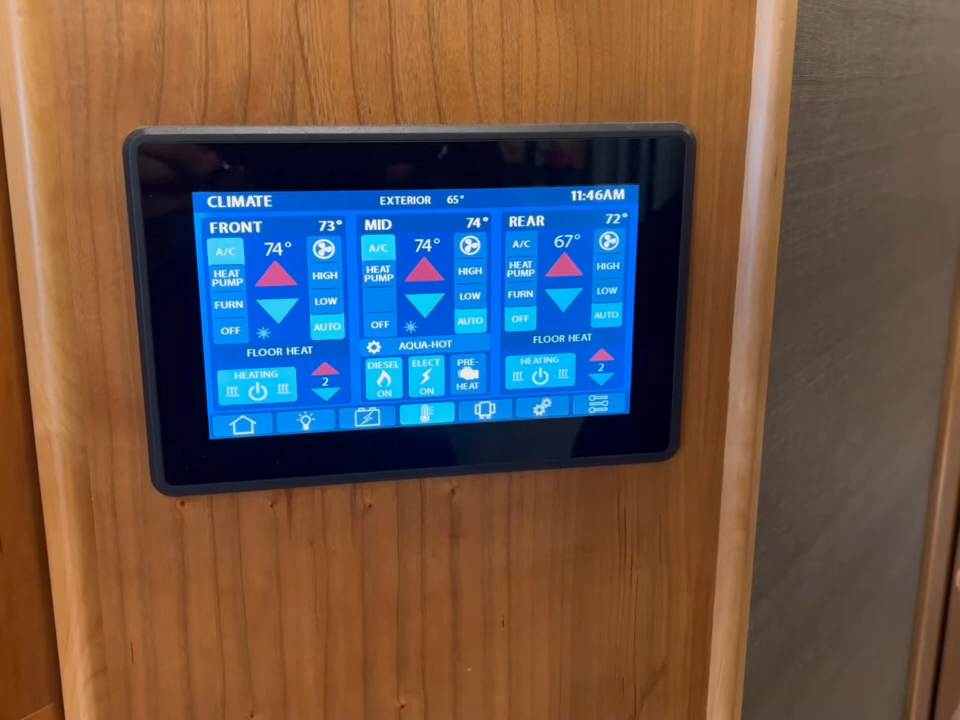 CLIMATE EXTERIOR 65° 11:46AM
FRONT 73°
A/C 74°
HEAT PUMP HIGH
FURN LOW
OFF AUTO
FLOOR HEAT
HEATING 2
MID 74°
A/C 74°
HEAT PUMP HIGH
LOW
OFF AUTO
AQUA-HOT
DIESEL ELECT PRE-
ON ON HEAT
REAR 72°
A/C 67°
HEAT PUMP HIGH
FURN LOW
OFF AUTO
FLOOR HEAT
HEATING 2